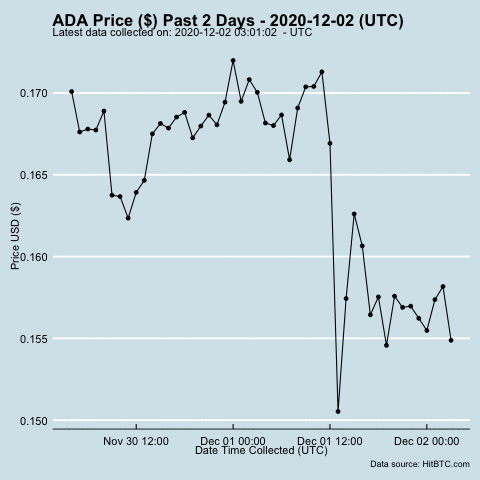 ADA Price ($) Past 2 Days - 2020-12-02 (UTC)
Latest data collected on: 2020-12-02 03:01:02 - UTC
0.170
0.165
0.160
0.155
0.150
Price USD ($)
Nov 30 12:00 Dec 01 00:00 Dec 01 12:00 Dec 02 00:00
Date Time Collected (UTC)
Data source: HitBTC.com